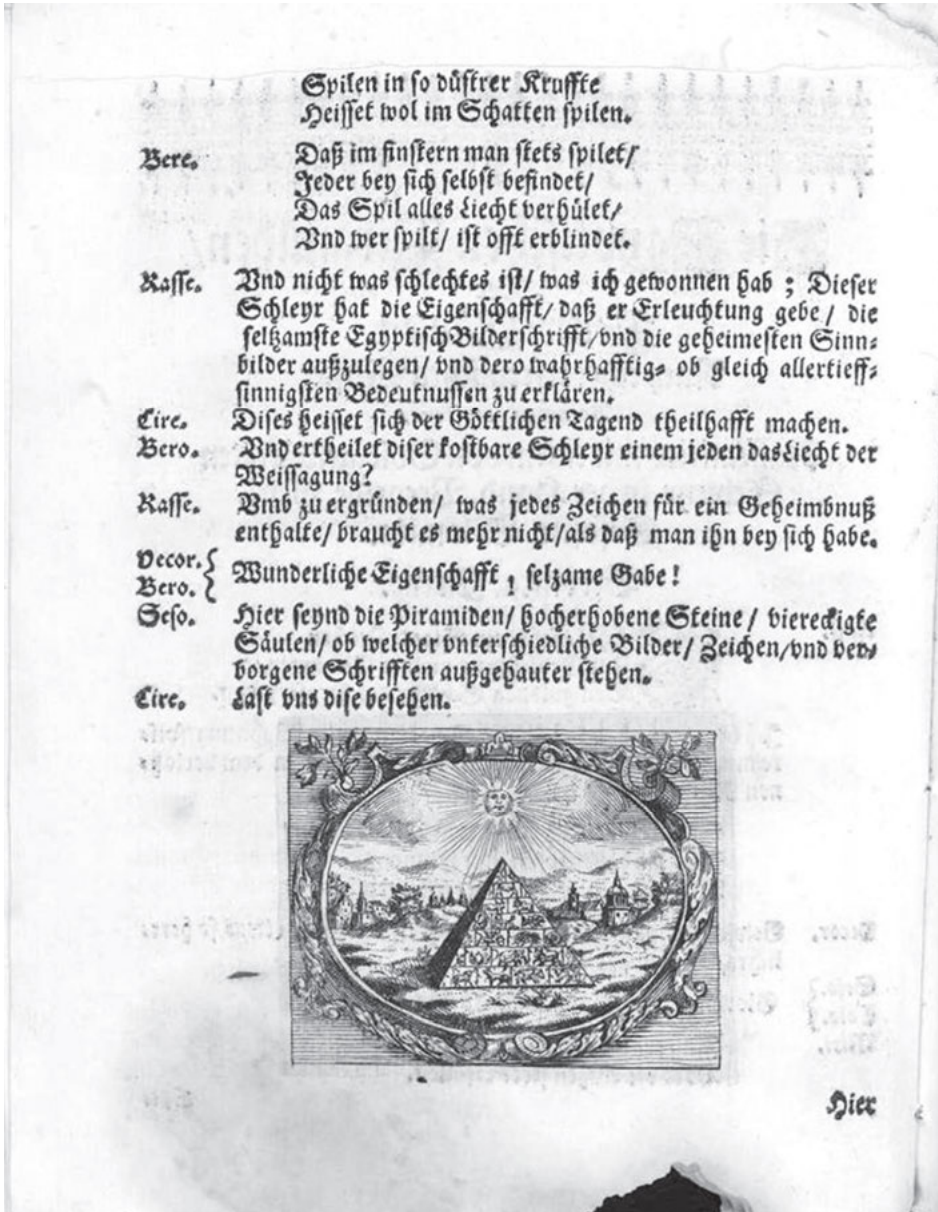 Spilen in so düstrer Kruffte
Heisset wol im Schatten spilen.
Bere. Daß im finstern man stets spilet/
Jeder bey sich selbst befindet/
Das Spil alles Liecht verhület/
Vnd wer spilt/ ist offt erblindet.
Rasse. Vnd nicht was schlechtes ist/ was ich gewonnen hab ; Dieser
Schleyr hat die Eigenschafft/ daß er Erleuchtung gebe / die
seltzamste Egyptisch Bilderschrifft/ vnd die geheimesten Sinn-
bilder außzulegen/ vnd dero wahrhafftig- ob gleich allertieff-
sinnigsten Bedeutnussen zu erklären.
Circ. Dises heisset sich der Göttlichen Tagend theilhafft machen.
Bero. Vnd ertheilet diser kostbare Schleyr einem jeden das Liecht der
Weissagung?
Rasse. Vmb zu ergründen/ was jedes Zeichen für ein Geheimbnuß
enthalte/ braucht es mehr nicht/ als daß man ihn bey sich habe.
Decor. {
Bero. { Wunderliche Eigenschafft , selzame Gabe !
Seso. Hier seynd die Piramiden/ hocherhobene Steine / viereckigte
Säulen/ ob welcher vnterschiedliche Bilder/ Zeichen/ vnd ver-
borgene Schrifften außgehauter stehen.
Circ. Last vns dise besehen.
Hier